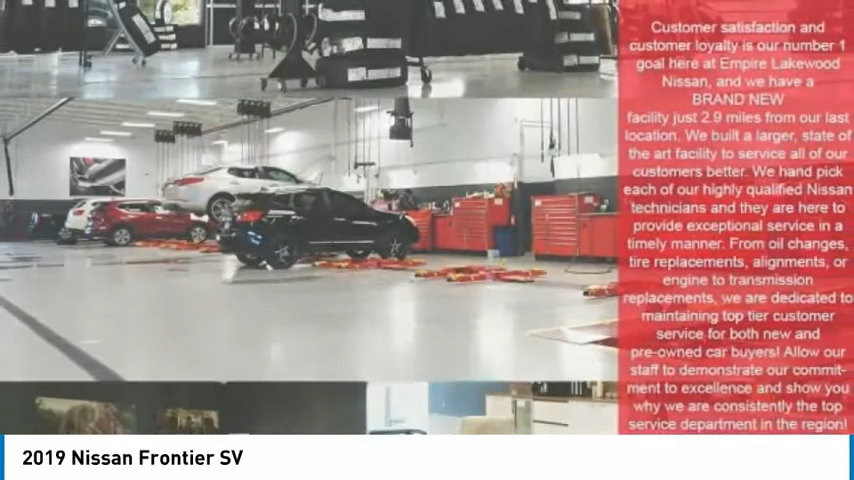 Customer satisfaction and
customer loyalty is our number 1
goal here at Empire Lakewood
Nissan, and we have a
BRAND NEW
facility just 2.9 miles from our last
location. We built a larger, state of
the art facility to service all of our
customers better. We hand pick
each of our highly qualified Nissan
technicians and they are here to
provide exceptional service in a
timely manner. From oil changes,
tire replacements, alignments, or
engine to transmission
replacements, we are dedicated to
maintaining top tier customer
service for both new and
pre-owned car buyers! Allow our
staff to demonstrate our commit-
ment to excellence and show you
why we are consistently the top
service department in the region!
2019 Nissan Frontier SV